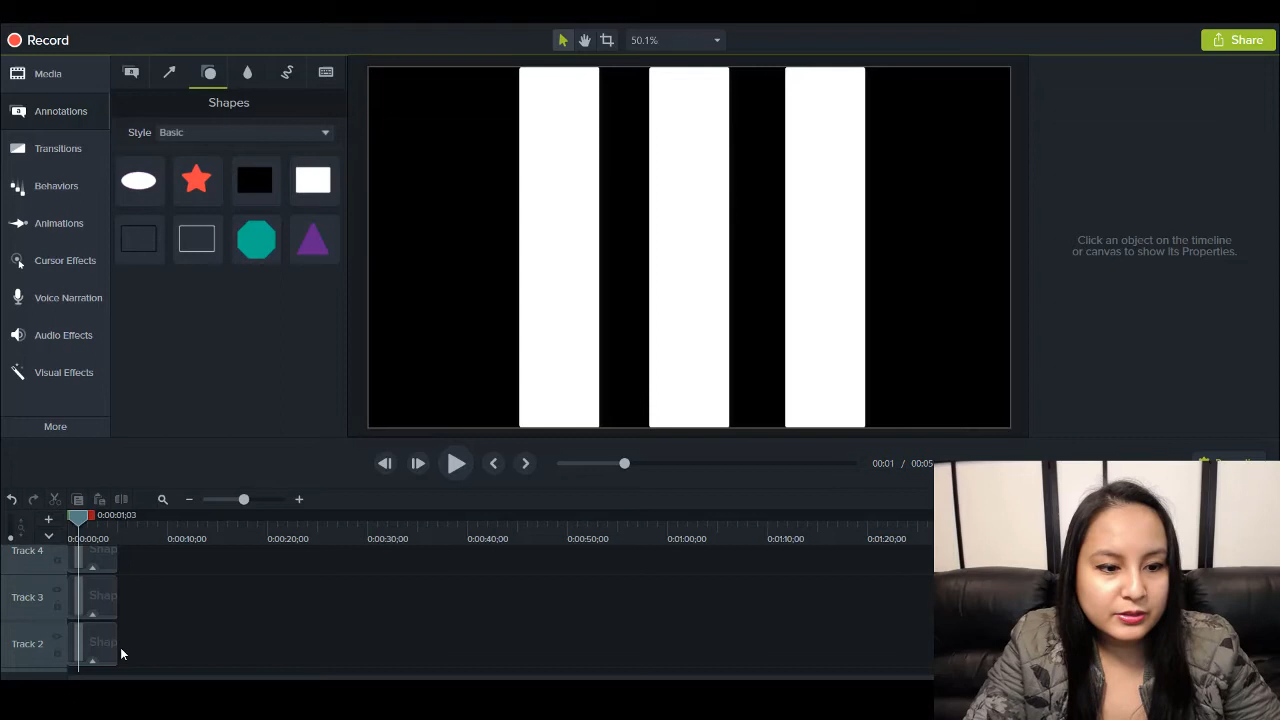 Record
50.1%
Share
Media
Annotations
Transitions
Behaviors
Animations
Cursor Effects
Voice Narration
Audio Effects
Visual Effects
More
Shapes
Style Basic
Click an object on the timeline
or canvas to show its Properties.
00:01 / 00:05
0:00:01;03
0:00:00;00 0:00:10;00 0:00:20;00 0:00:30;00 0:00:40;00 0:00:50;00 0:01:00;00 0:01:10;00 0:01:20;00
Track 4 Shap
Track 3 Shap
Track 2 Shap